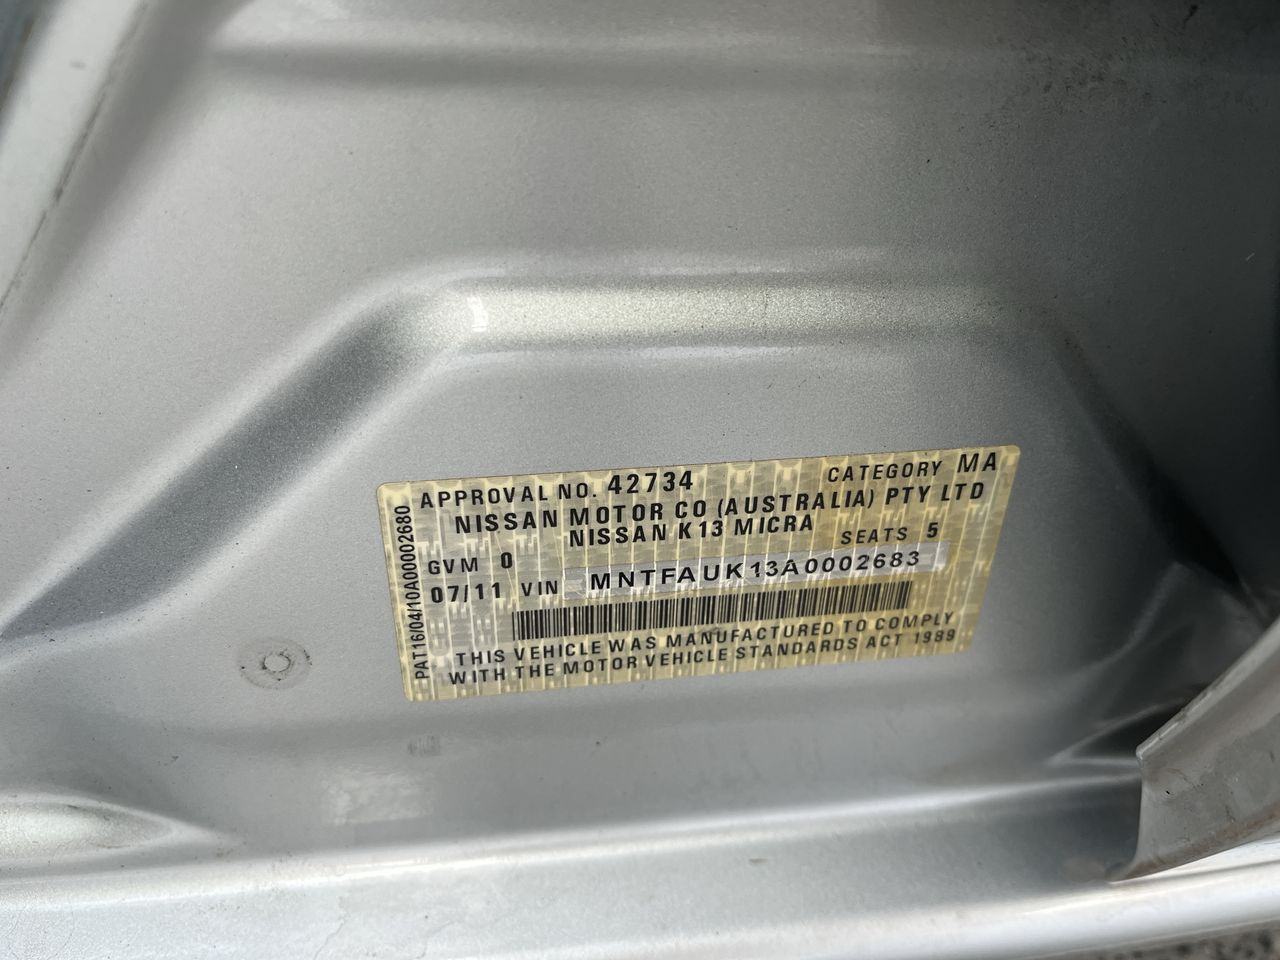 APPROVAL NO. 42734 CATEGORY MA
NISSAN MOTOR CO (AUSTRALIA) PTY LTD
NISSAN K13 MICRA
GVM 0 SEATS 5
07/11 VIN MNTFAUK13A0002683
THIS VEHICLE WAS MANUFACTURED TO COMPLY
WITH THE MOTOR VEHICLE STANDARDS ACT 1989
PAT16/04/10A00002680